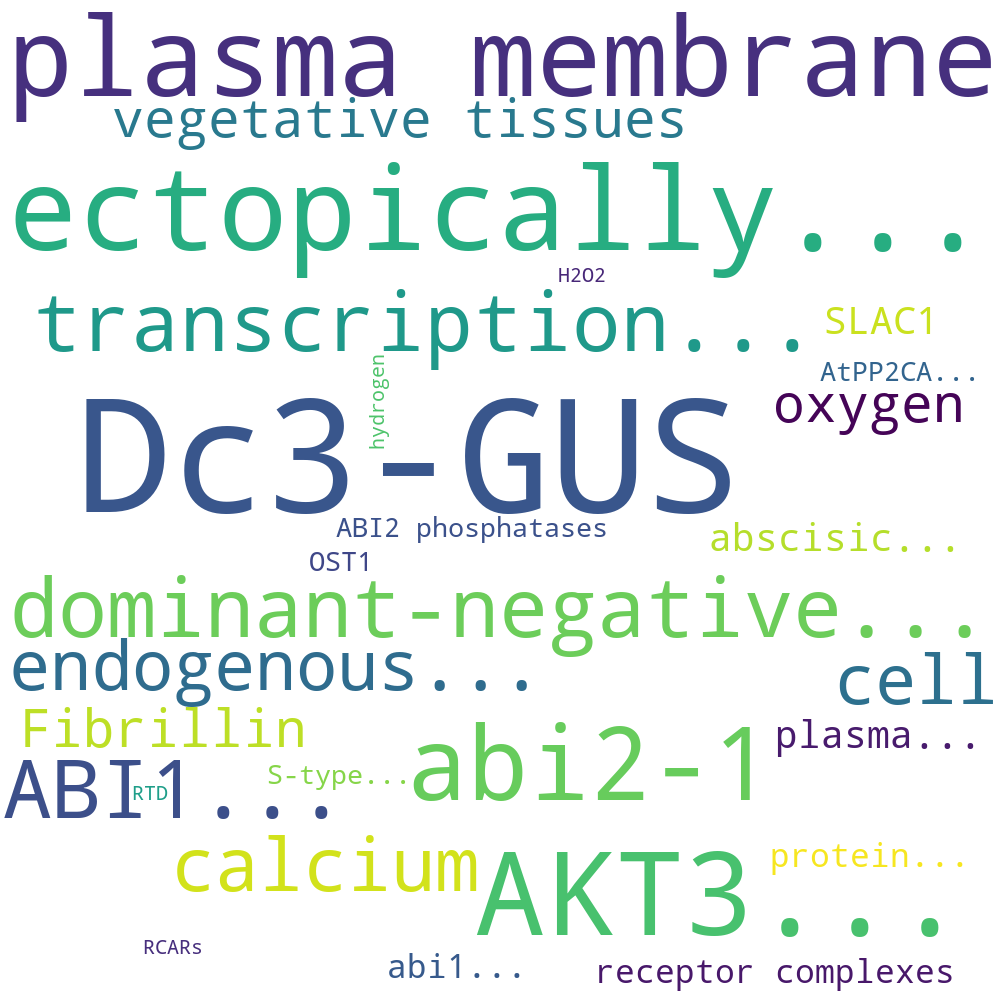 plasma membrane
vegetative tissues
ectopically...
H2O2
transcription...
SLAC1
hydrogen
AtPP2CA...
oxygen
Dc3-GUS
ABI2 phosphatases
abscisic...
OST1
dominant-negative...
endogenous...
cell
Fibrillin
plasma...
abi2-1
S-type...
ABI1...
RTD
calcium
AKT3...
protein...
RCARs
abi1...
receptor complexes